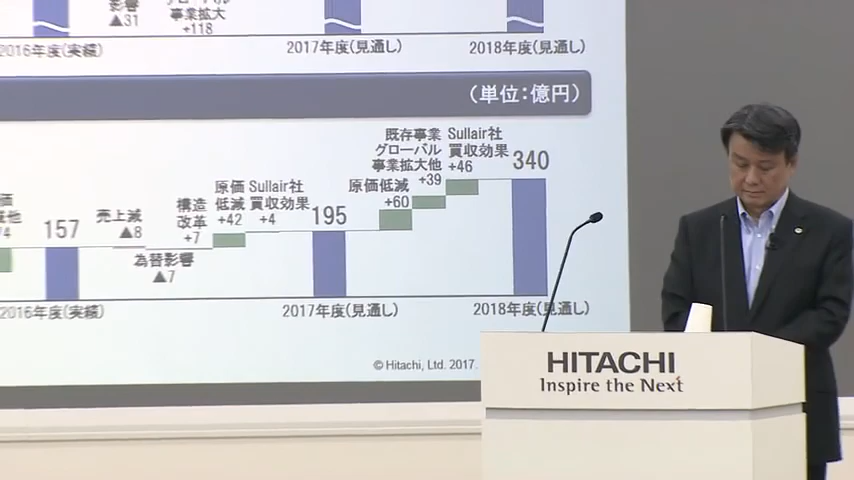 影響
▲31
事業拡大
+118
2016年度(実績)
2017年度(見通し)
2018年度(見通し)
(単位:億円)
157
売上減
▲8
為替影響
▲7
構造
改革
+7
原価
低減
+42
Sullair社
買収効果
+4
195
原価低減
+60
既存事業
グローバル
事業拡大他
+39
Sullair社
買収効果
+46
340
2016年度(実績)
2017年度(見通し)
2018年度(見通し)
© Hitachi, Ltd. 2017.
HITACHI
Inspire the Next